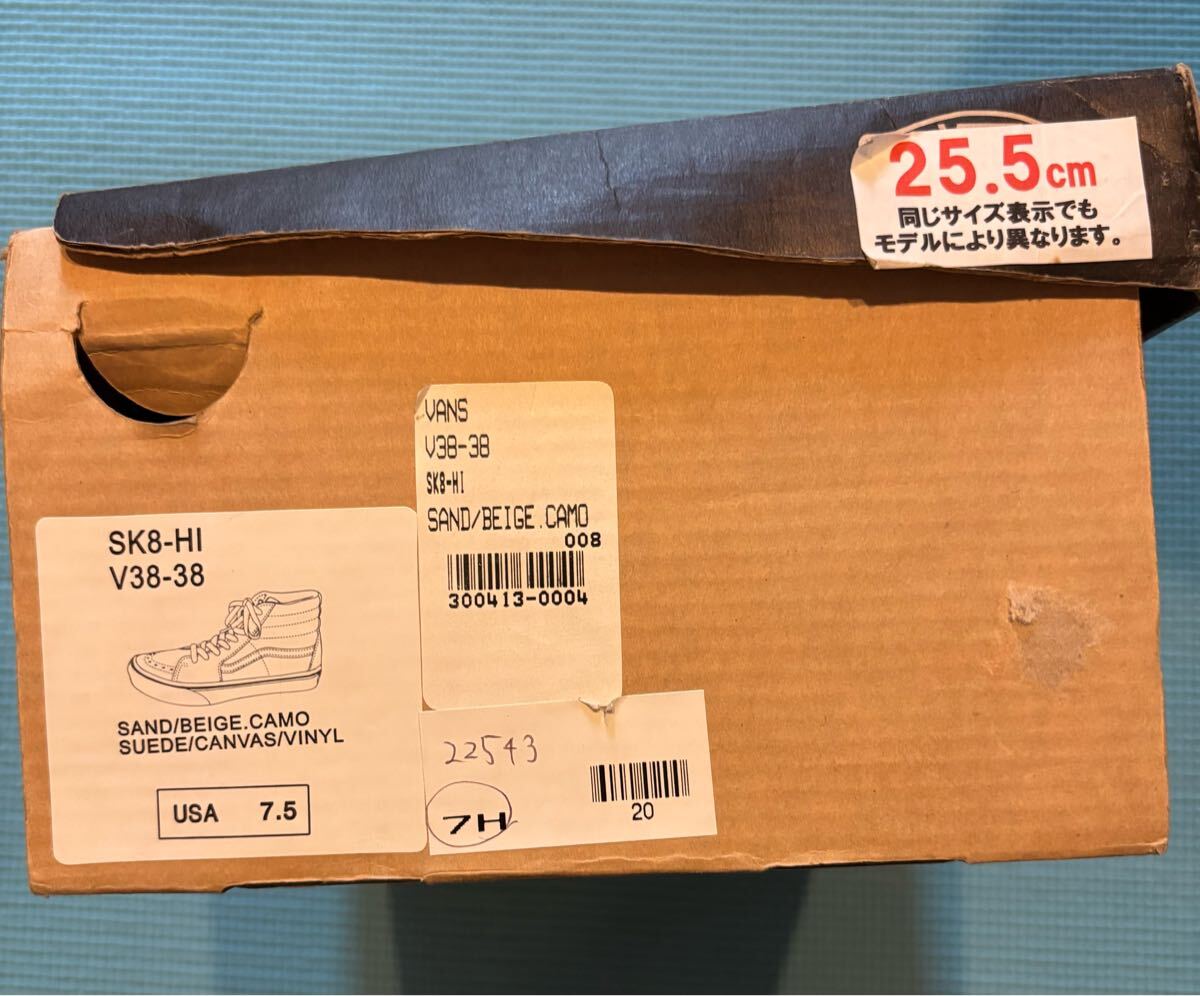 25.5cm
同じサイズ表示でも
モデルにより異なります。
VANS
V38-38
SK8-HI
SAND/BEIGE.CAMO
008
300413-0004
SK8-HI
V38-38
SAND/BEIGE.CAMO
SUEDE/CANVAS/VINYL
USA 7.5
22543
7H
20